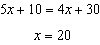 5x + 10 = 4x + 30
x = 20